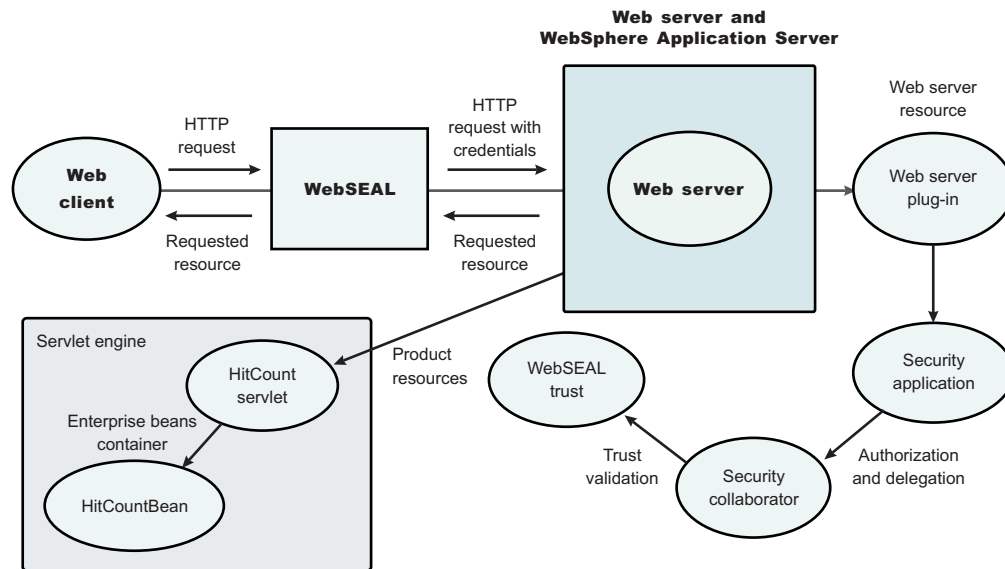 Web server and
WebSphere Application Server
Web server
resource
HTTP
request
HTTP
request with
credentials
Web
client
WebSEAL
Web server
Web server
plug-in
Requested
resource
Requested
resource
Servlet engine
HitCount
servlet
Product
resources
WebSEAL
trust
Security
application
Enterprise beans
container
HitCountBean
Trust
validation
Security
collaborator
Authorization
and delegation